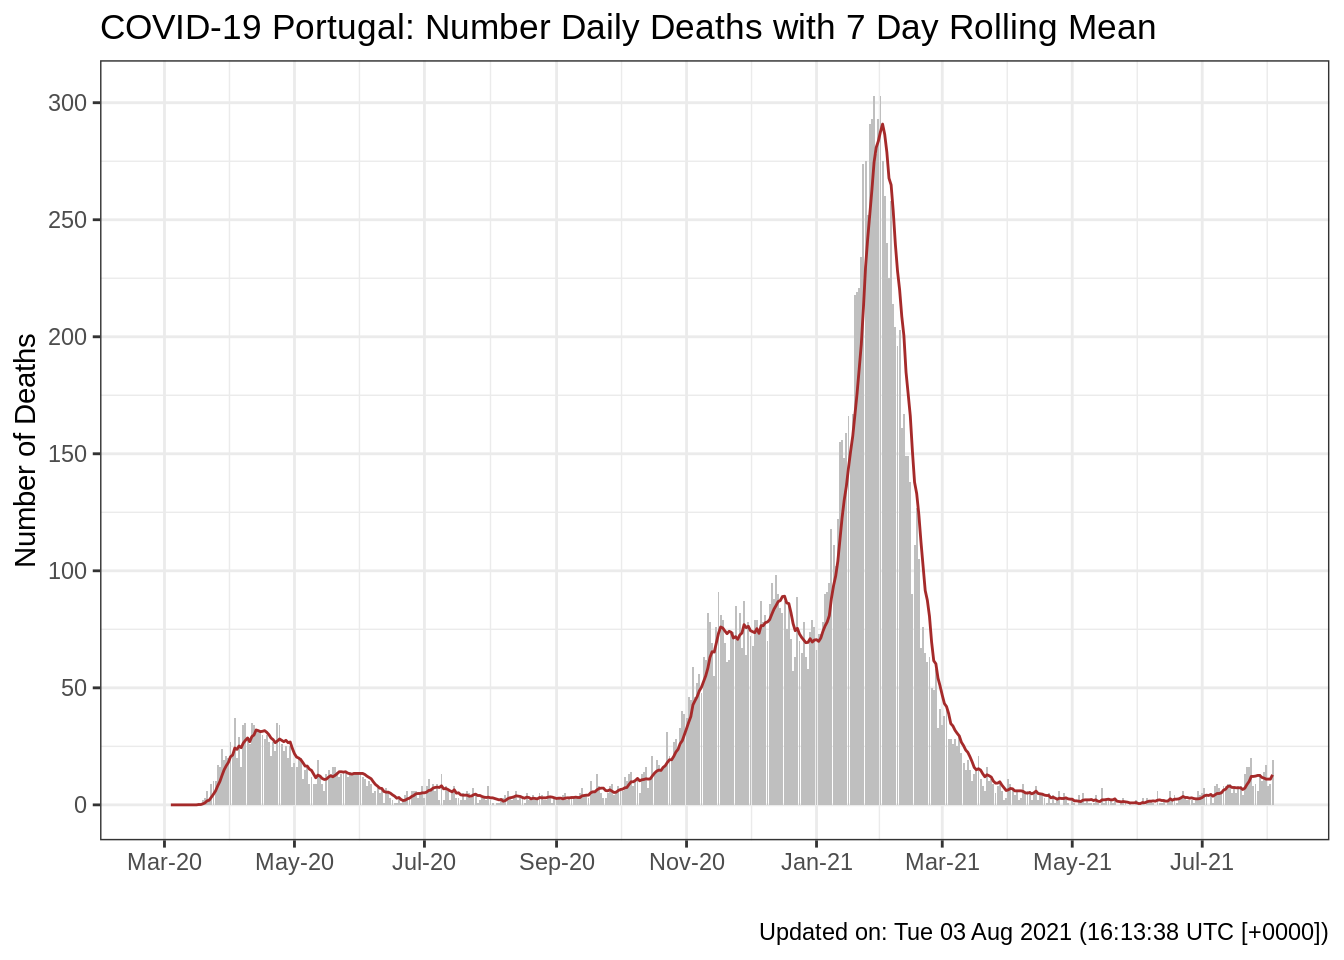 COVID-19 Portugal: Number Daily Deaths with 7 Day Rolling Mean
Number of Deaths
300
250
200
150
100
50
0
Mar-20 May-20 Jul-20 Sep-20 Nov-20 Jan-21 Mar-21 May-21 Jul-21
Updated on: Tue 03 Aug 2021 (16:13:38 UTC [+0000])